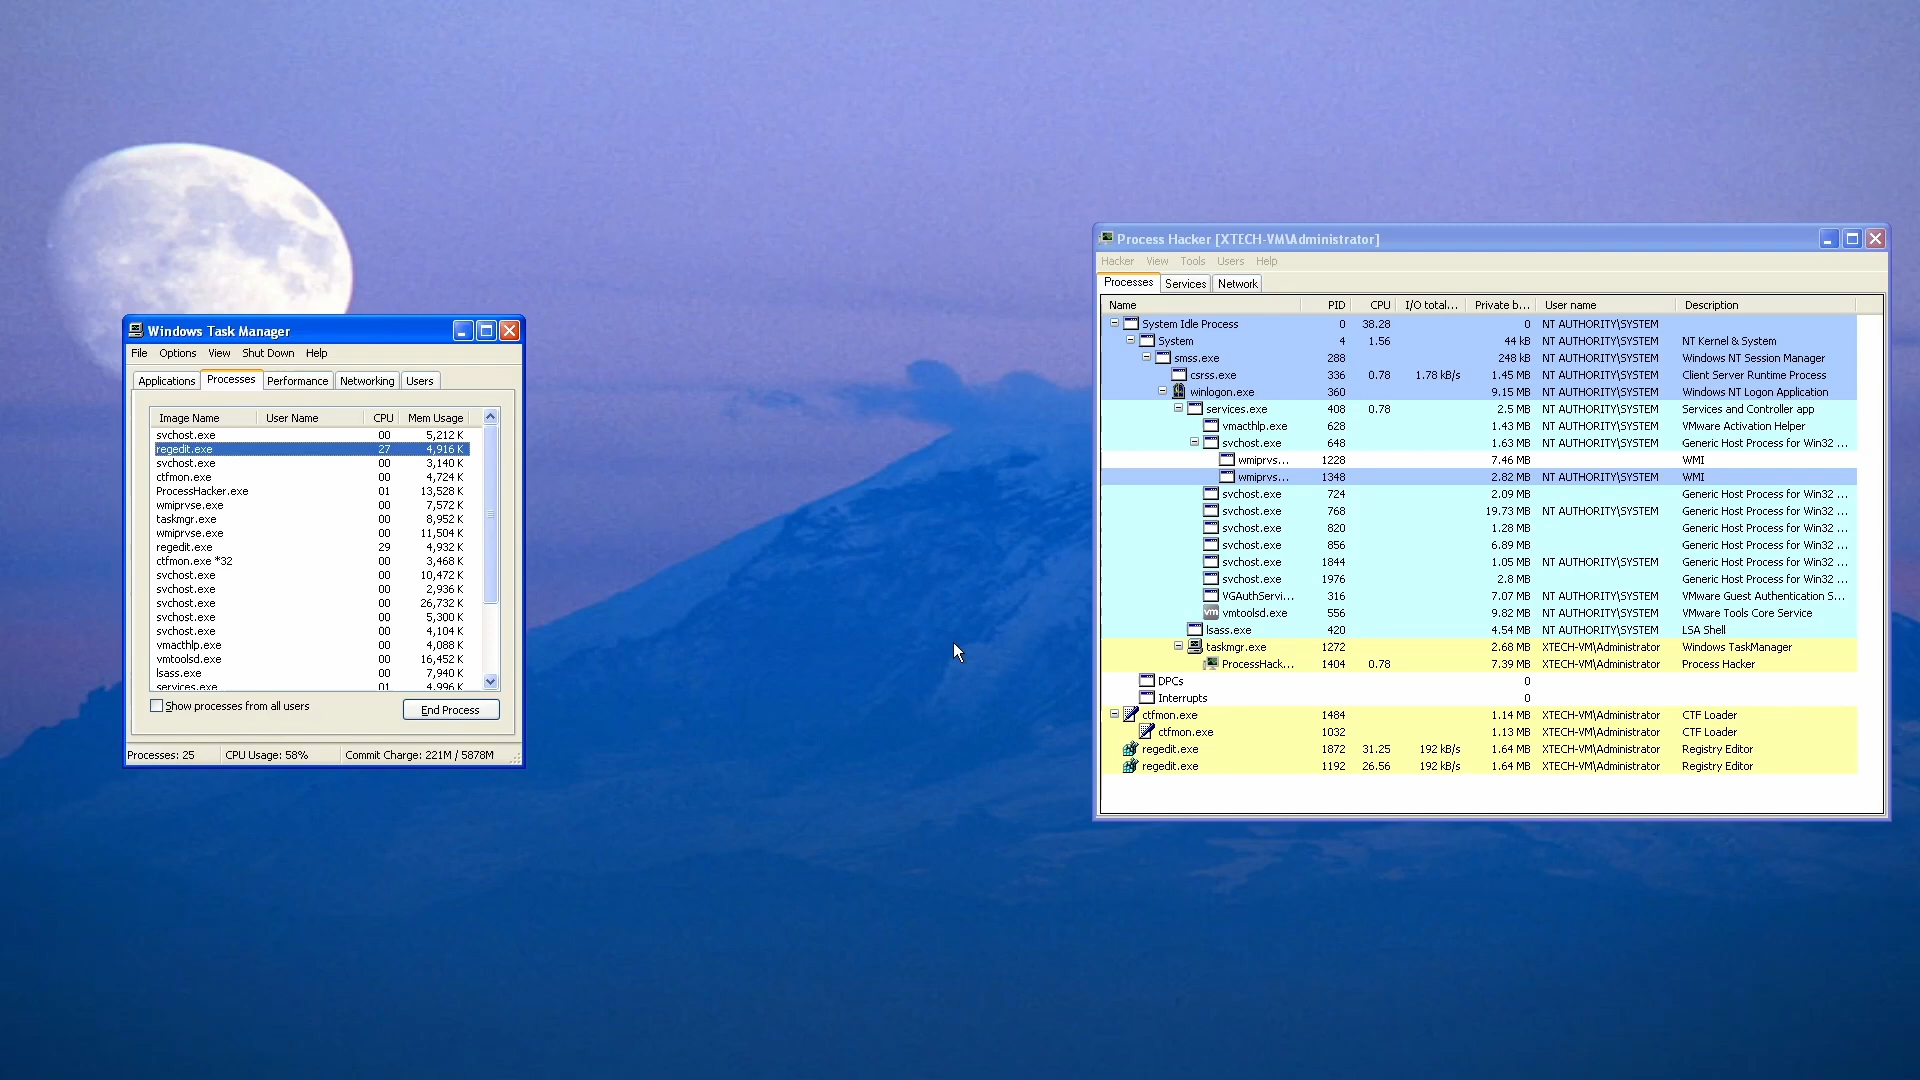 Windows Task Manager
File Options View Shut Down Help
Applications Processes Performance Networking Users
Image Name User Name CPU Mem Usage
svchost.exe 00 5,212 K
regedit.exe 27 4,916 K
svchost.exe 00 3,140 K
ctfmon.exe 00 4,724 K
ProcessHacker.exe 01 13,528 K
wmiprvse.exe 00 7,572 K
taskmgr.exe 00 8,952 K
wmiprvse.exe 00 11,504 K
regedit.exe 29 4,932 K
ctfmon.exe *32 00 3,468 K
svchost.exe 00 10,472 K
svchost.exe 00 2,936 K
svchost.exe 00 26,732 K
svchost.exe 00 5,300 K
svchost.exe 00 4,104 K
vmacthlp.exe 00 4,088 K
vmtoolsd.exe 00 16,452 K
lsass.exe 00 7,940 K
services.exe 01 4,996 K
Show processes from all users
End Process
Processes: 25 CPU Usage: 58% Commit Charge: 221M / 5878M
Process Hacker [XTECH-VM\Administrator]
Hacker View Tools Users Help
Processes Services Network
Name PID CPU I/O total... Private b... User name Description
System Idle Process 0 38.28 0 NT AUTHORITY\SYSTEM
System 4 1.56 44 kB NT AUTHORITY\SYSTEM NT Kernel & System
smss.exe 288 248 kB NT AUTHORITY\SYSTEM Windows NT Session Manager
csrss.exe 336 0.78 1.78 kB/s 1.45 MB NT AUTHORITY\SYSTEM Client Server Runtime Process
winlogon.exe 360 9.15 MB NT AUTHORITY\SYSTEM Windows NT Logon Application
services.exe 408 0.78 2.5 MB NT AUTHORITY\SYSTEM Services and Controller app
vmacthlp.exe 628 1.43 MB NT AUTHORITY\SYSTEM VMware Activation Helper
svchost.exe 648 1.63 MB NT AUTHORITY\SYSTEM Generic Host Process for Win32 ...
wmiprvs... 1228 7.46 MB WMI
wmiprvs... 1348 2.82 MB NT AUTHORITY\SYSTEM WMI
svchost.exe 724 2.09 MB Generic Host Process for Win32 ...
svchost.exe 768 19.73 MB NT AUTHORITY\SYSTEM Generic Host Process for Win32 ...
svchost.exe 820 1.28 MB Generic Host Process for Win32 ...
svchost.exe 856 6.89 MB Generic Host Process for Win32 ...
svchost.exe 1844 1.05 MB NT AUTHORITY\SYSTEM Generic Host Process for Win32 ...
svchost.exe 1976 2.8 MB Generic Host Process for Win32 ...
VGAuthServi... 316 7.07 MB NT AUTHORITY\SYSTEM VMware Guest Authentication S...
vm vmtoolsd.exe 556 9.82 MB NT AUTHORITY\SYSTEM VMware Tools Core Service
lsass.exe 420 4.54 MB NT AUTHORITY\SYSTEM LSA Shell
taskmgr.exe 1272 2.68 MB XTECH-VM\Administrator Windows TaskManager
ProcessHack... 1404 0.78 7.39 MB XTECH-VM\Administrator Process Hacker
DPCs 0
Interrupts 0
ctfmon.exe 1484 1.14 MB XTECH-VM\Administrator CTF Loader
ctfmon.exe 1032 1.13 MB XTECH-VM\Administrator CTF Loader
regedit.exe 1872 31.25 192 kB/s 1.64 MB XTECH-VM\Administrator Registry Editor
regedit.exe 1192 26.56 192 kB/s 1.64 MB XTECH-VM\Administrator Registry Editor